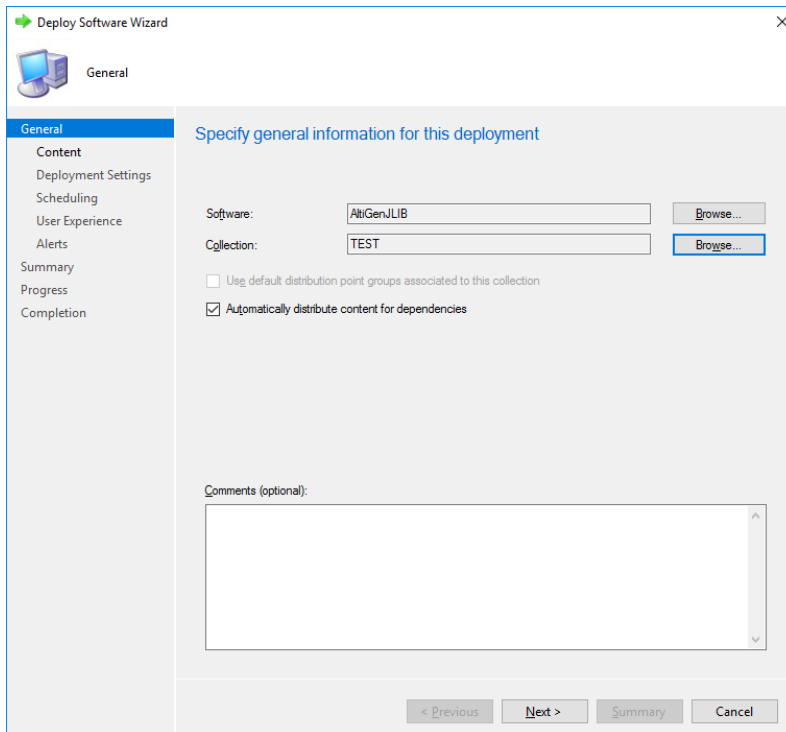 Deploy Software Wizard
General
General
Content
Deployment Settings
Scheduling
User Experience
Alerts
Summary
Progress
Completion
Specify general information for this deployment
Software: AltiGenJLIB Browse...
Collection: TEST Browse...
Use default distribution point groups associated to this collection
Automatically distribute content for dependencies
Comments (optional):
< Previous Next > Summary Cancel